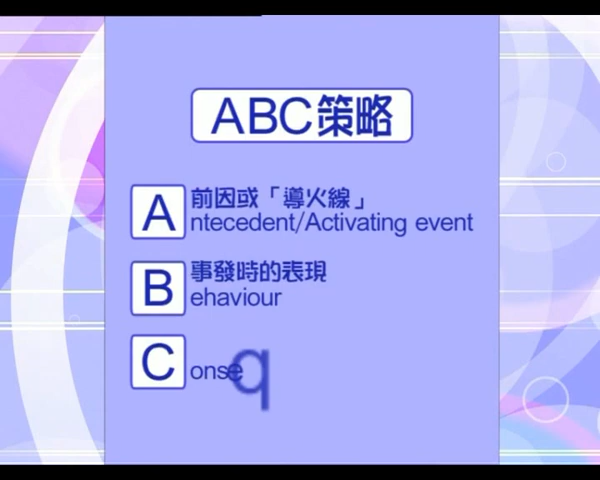 ABC策略
前因或「導火線」
Antecedent/Activating event
事發時的表現
Behaviour
Conseq